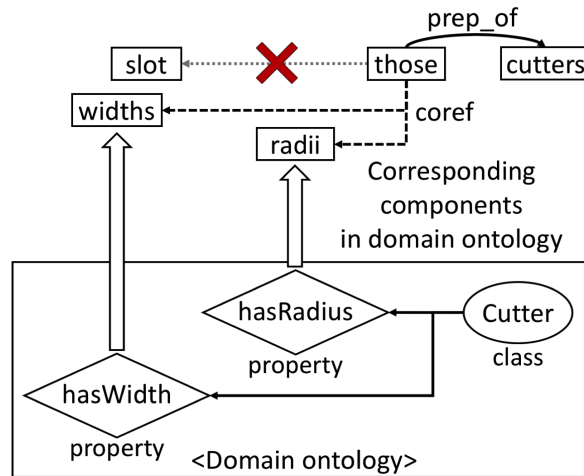 prep_of
slot
those
cutters
widths
coref
radii
Corresponding
components
in domain ontology
hasRadius
Cutter
property
class
hasWidth
property
<Domain ontology>